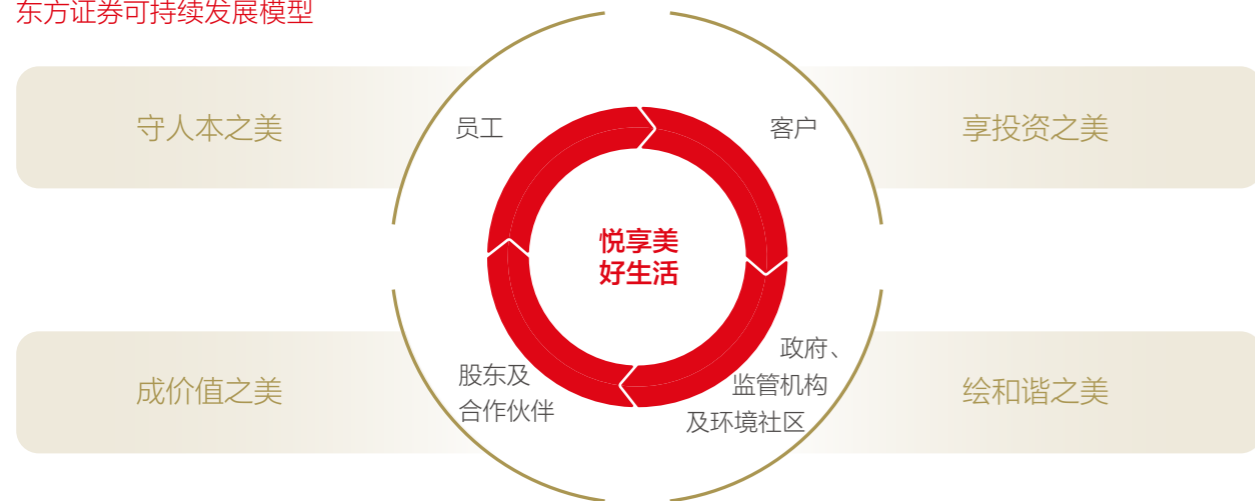 东方证券可持续发展模型
守人本之美
员工
客户
享投资之美
悦享美
好生活
成价值之美
股东及
合作伙伴
政府、
监管机构
及环境社区
绘和谐之美